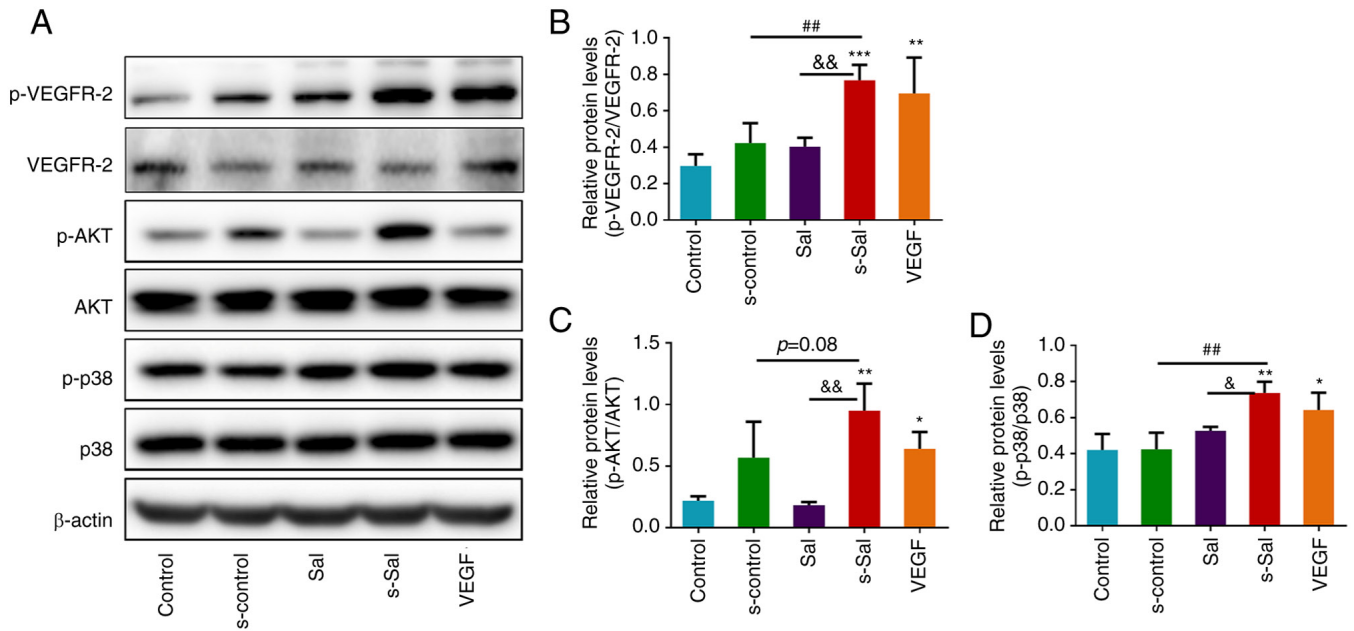 A
p-VEGFR-2
VEGFR-2
p-AKT
AKT
p-p38
p38
β-actin
Control
s-control
Sal
s-Sal
VEGF
B
Relative protein levels
(p-VEGFR-2/VEGFR-2)
1.0
0.8
0.6
0.4
0.2
0.0
##
&&
***
**
Control
s-control
Sal
s-Sal
VEGF
C
Relative protein levels
(p-AKT/AKT)
1.5
1.0
0.5
0.0
p=0.08
&&
**
*
Control
s-control
Sal
s-Sal
VEGF
D
Relative protein levels
(p-p38/p38)
1.0
0.8
0.6
0.4
0.2
0.0
##
&
**
*
Control
s-control
Sal
s-Sal
VEGF